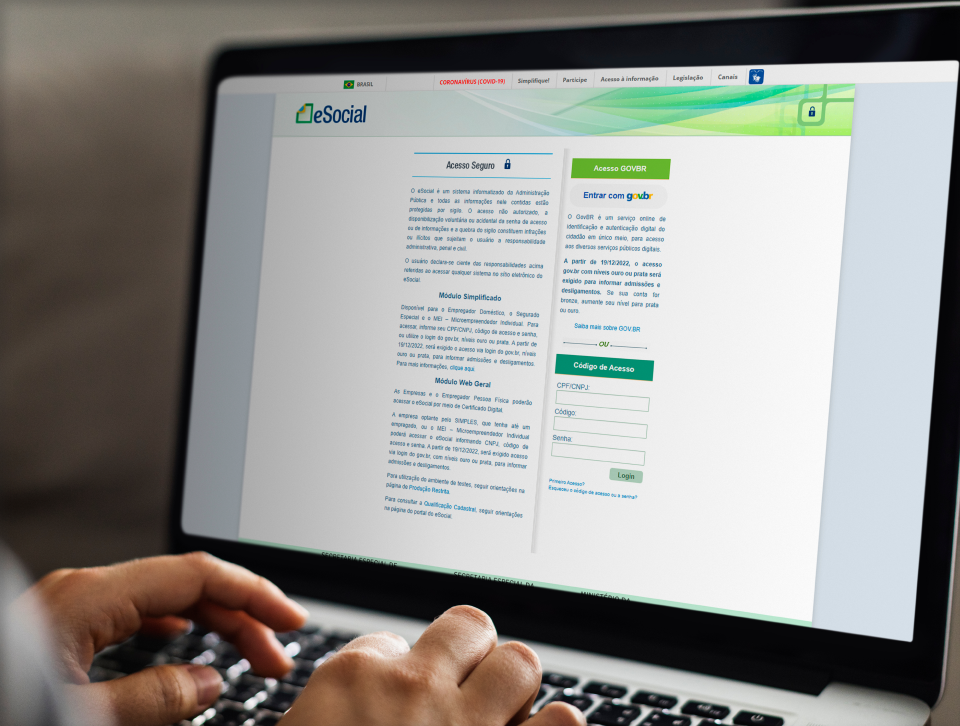 BRASIL CORONAVÍRUS (COVID-19) Simplifique! Participe Acesso à informação Legislação Canais
eSocial
Acesso Seguro
O eSocial é um sistema informatizado da Administração
Pública e todas as informações nele contidas estão
protegidas por sigilo. O acesso não autorizado, a
disponibilização voluntária ou acidental da senha de acesso
ou de informações e a quebra do sigilo constituem infrações
ou ilícitos que sujeitam o usuário a responsabilidade
administrativa, penal e civil.
O usuário declara-se ciente das responsabilidades acima
referidas ao acessar qualquer sistema no sítio eletrônico do
eSocial.
Módulo Simplificado
Disponível para o Empregador Doméstico, o Segurado
Especial e o MEI – Microempreendedor Individual. Para
acessar, informe seu CPF/CNPJ, código de acesso e senha,
ou utilize o login do gov.br, níveis ouro ou prata. A partir de
19/12/2022, será exigido o acesso via login do gov.br, níveis
ouro ou prata, para informar admissões e desligamentos.
Para mais informações, clique aqui.
Módulo Web Geral
As Empresas e o Empregador Pessoa Física poderão
acessar o eSocial por meio de Certificado Digital.
A empresa optante pelo SIMPLES, que tenha até um
empregado, ou o MEI – Microempreendedor Individual
poderá acessar o eSocial informando CNPJ, código de
acesso e senha. A partir de 19/12/2022, será exigido acesso
via login do gov.br, com níveis ouro ou prata, para informar
admissões e desligamentos.
Para utilização do ambiente de testes, seguir orientações na
página de Produção Restrita.
Para consultar a Qualificação Cadastral, seguir orientações
na página do portal do eSocial.
Acesso GOVBR
Entrar com gov.br
O GovBR é um serviço online de
identificação e autenticação digital do
cidadão em único meio, para acesso
aos diversos serviços públicos digitais.
A partir de 19/12/2022, o acesso
gov.br com níveis ouro ou prata será
exigido para informar admissões e
desligamentos. Se sua conta for
bronze, aumente seu nível para prata
ou ouro.
Saiba mais sobre GOV.BR
OU
Código de Acesso
CPF/CNPJ:
Código:
Senha:
Login
Primeiro Acesso?
Esqueceu o código de acesso ou a senha?
SECRETARIA ESPECIAL DE SECRETARIA ESPECIAL DA MINISTÉRIO DA